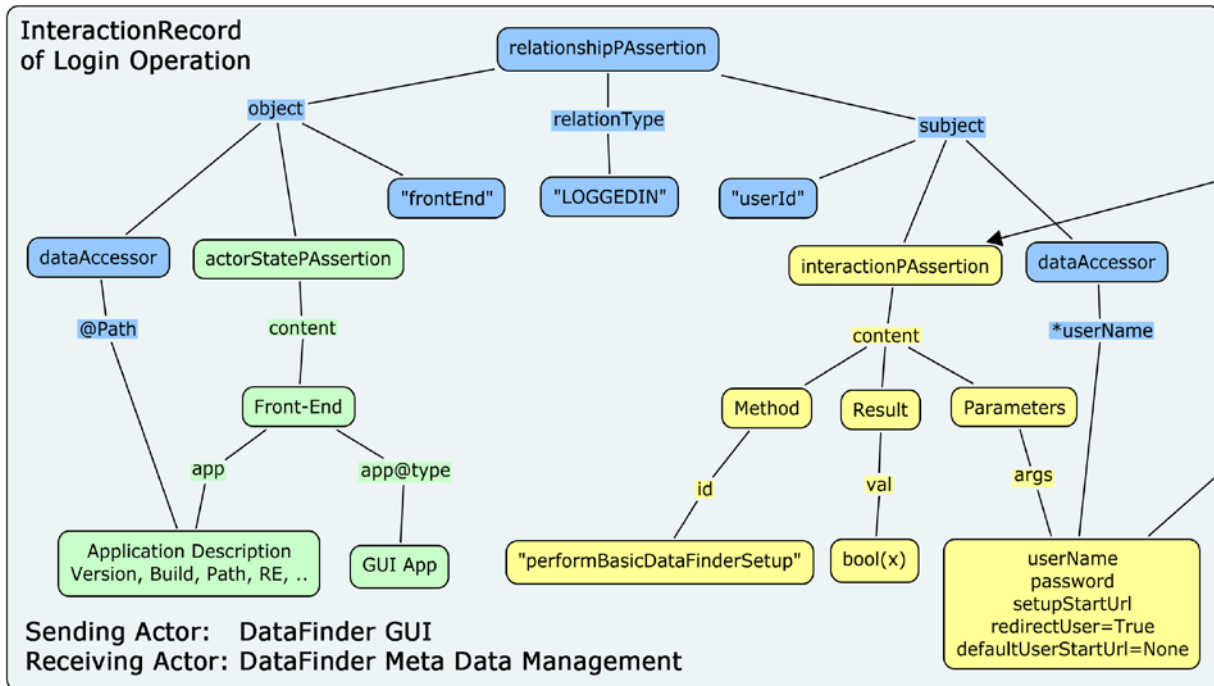 InteractionRecord
of Login Operation
relationshipPAssertion
object
relationType
subject
"frontEnd"
"LOGGEDIN"
"userId"
dataAccessor
actorStatePAssertion
interactionPAssertion
dataAccessor
@Path
content
content
*userName
Front-End
Method
Result
Parameters
app
app@type
id
val
args
Application Description
Version, Build, Path, RE, ..
GUI App
"performBasicDataFinderSetup"
bool(x)
userName
password
setupStartUrl
redirectUser=True
defaultUserStartUrl=None
Sending Actor: DataFinder GUI
Receiving Actor: DataFinder Meta Data Management